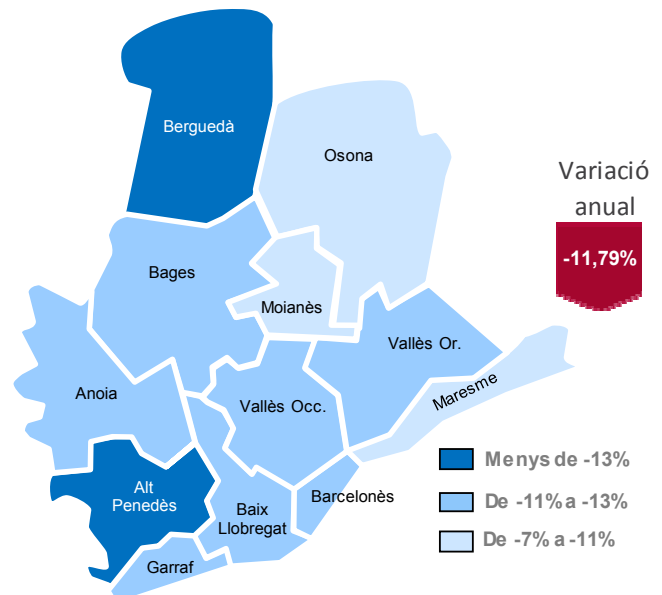 Berguedà
Osona
Variació
anual
-11,79%
Bages
Moianès
Vallès Or.
Maresme
Anoia
Vallès Occ.
Menys de -13%
Alt
Penedès
Barcelonès
De -11% a -13%
Baix
Llobregat
De -7% a -11%
Garraf